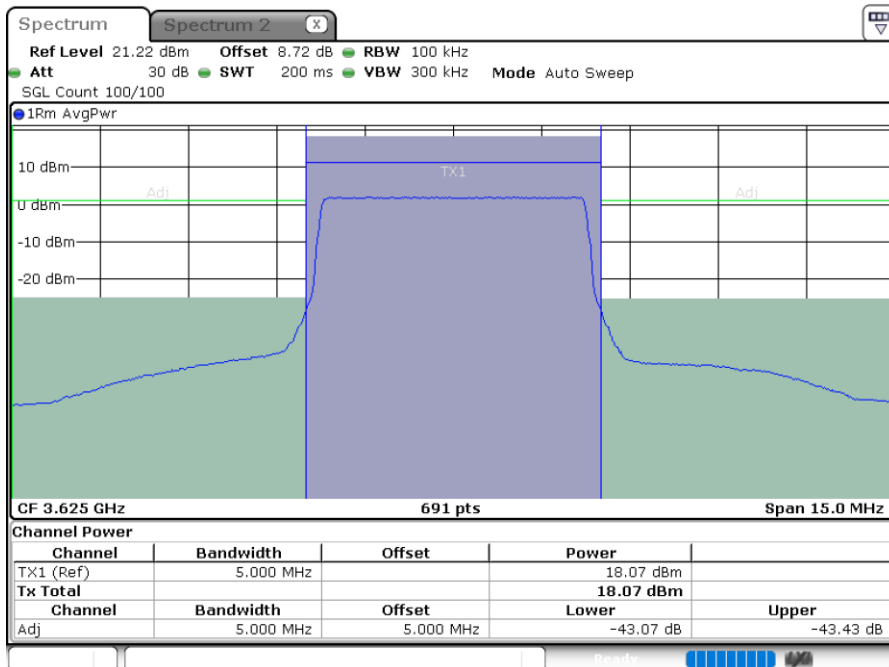 Spectrum Spectrum 2 X
Ref Level 21.22 dBm Offset 8.72 dB RBW 100 kHz
Att 30 dB SWT 200 ms VBW 300 kHz Mode Auto Sweep
SGL Count 100/100
1Rm AvgPwr
10 dBm
TX1
Adj Adj
0 dBm
-10 dBm
-20 dBm
CF 3.625 GHz 691 pts Span 15.0 MHz
Channel Power
Channel Bandwidth Offset Power
TX1 (Ref) 5.000 MHz 18.07 dBm
Tx Total 18.07 dBm
Channel Bandwidth Offset Lower Upper
Adj 5.000 MHz 5.000 MHz -43.07 dB -43.43 dB
Ready